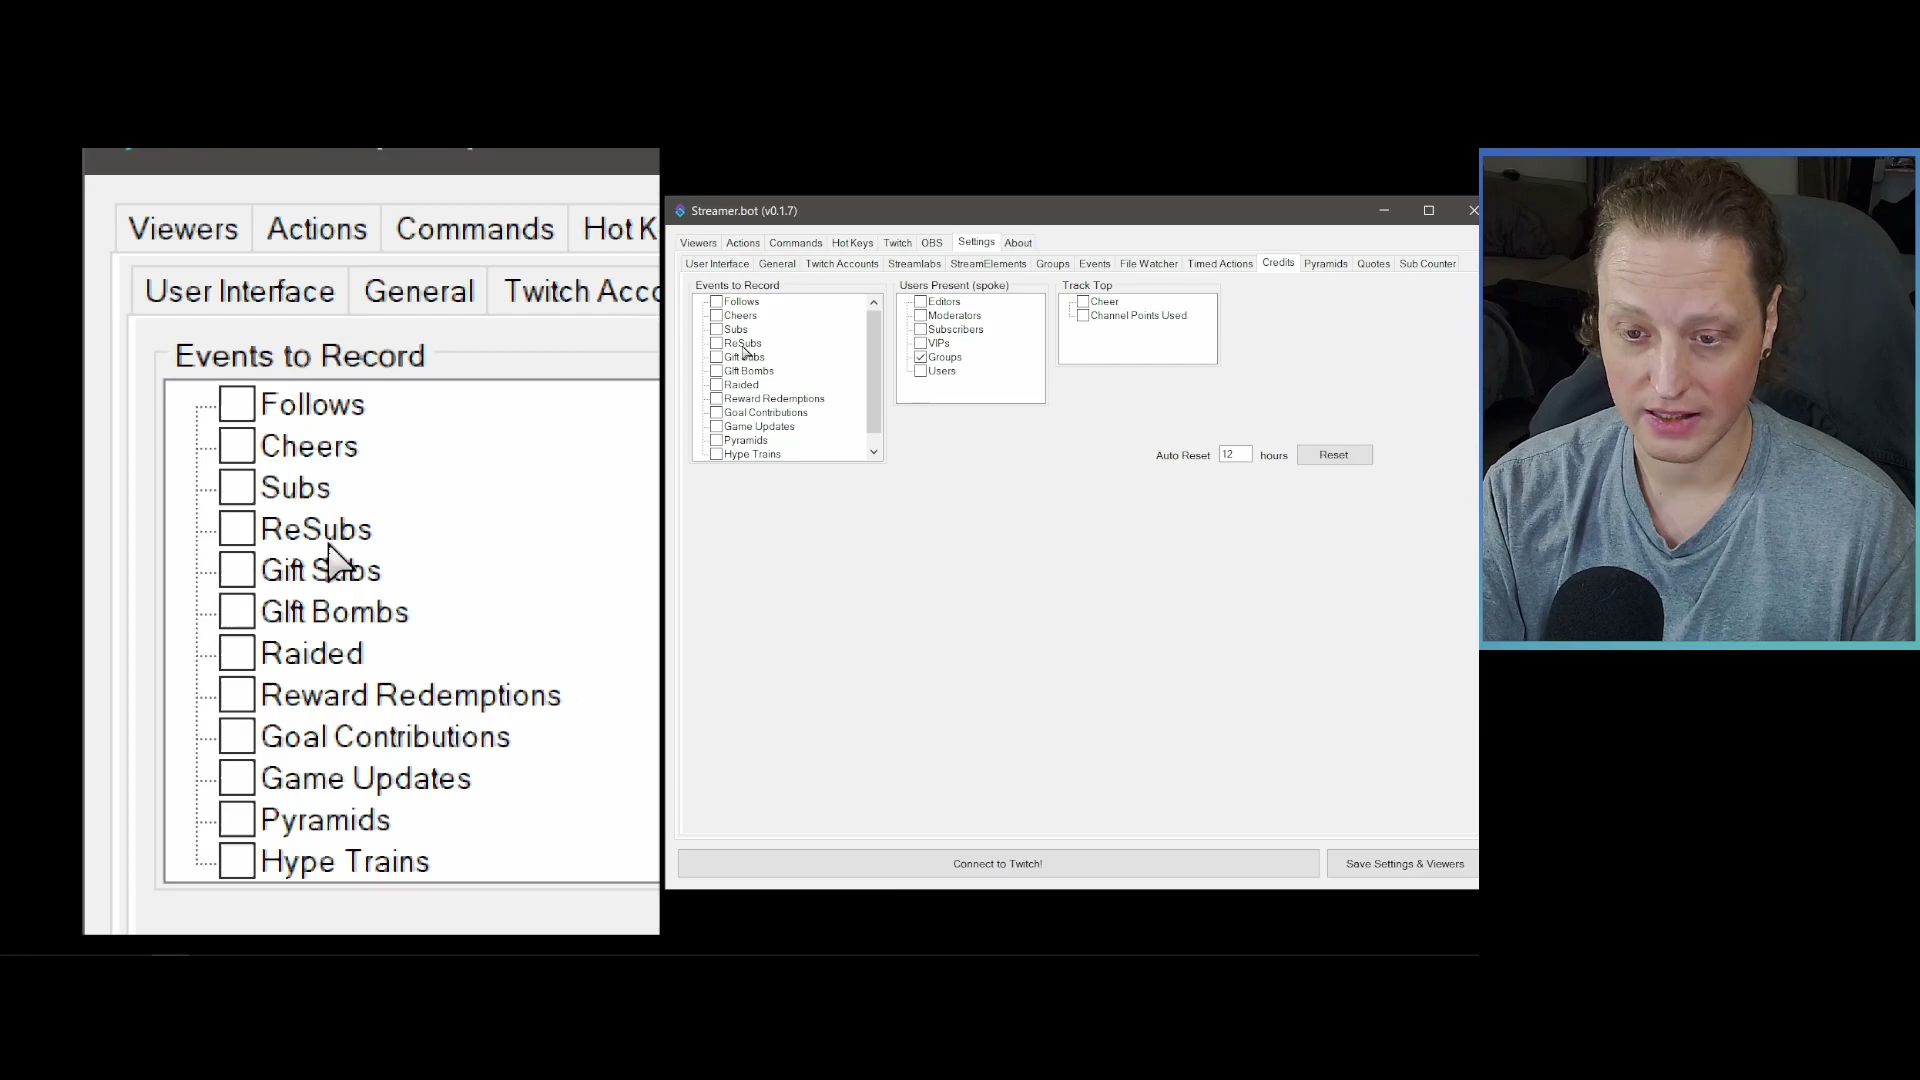 Viewers Actions Commands Hot K
User Interface General Twitch Acco
Events to Record
Follows
Cheers
Subs
ReSubs
Gift Subs
GIft Bombs
Raided
Reward Redemptions
Goal Contributions
Game Updates
Pyramids
Hype Trains
Streamer.bot (v0.1.7)
Viewers Actions Commands Hot Keys Twitch OBS Settings About
User Interface General Twitch Accounts Streamlabs StreamElements Groups Events File Watcher Timed Actions Credits Pyramids Quotes Sub Counter
Events to Record
Follows
Cheers
Subs
ReSubs
Gift Subs
GIft Bombs
Raided
Reward Redemptions
Goal Contributions
Game Updates
Pyramids
Hype Trains
Users Present (spoke)
Editors
Moderators
Subscribers
VIPs
Groups
Users
Track Top
Cheer
Channel Points Used
Auto Reset 12 hours Reset
Connect to Twitch! Save Settings & Viewers